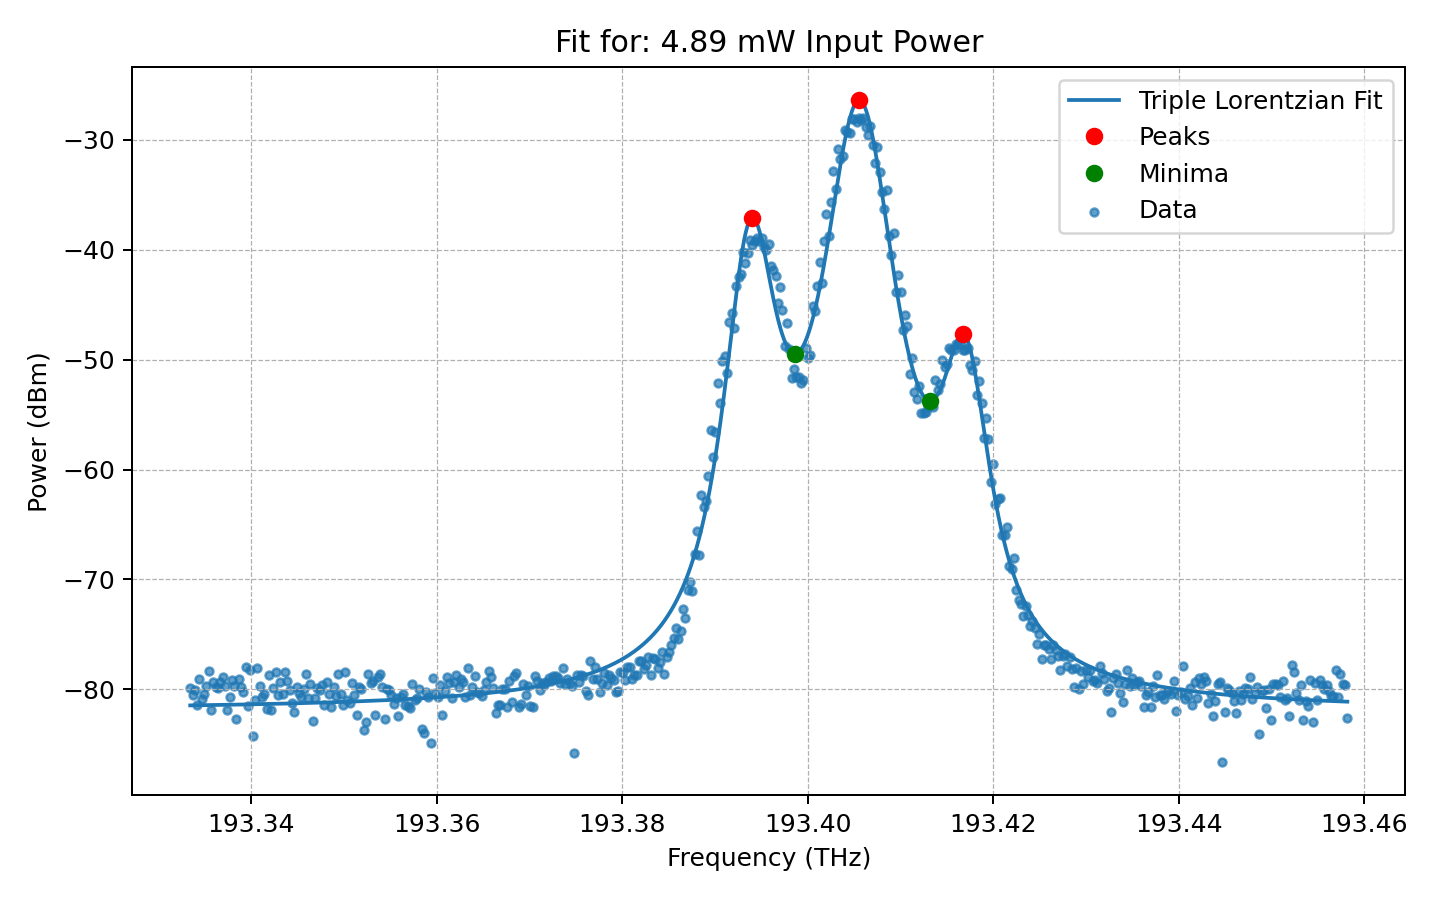 Fit for: 4.89 mW Input Power
Triple Lorentzian Fit
Peaks
Minima
Data
Power (dBm)
−30
−40
−50
−60
−70
−80
193.34 193.36 193.38 193.40 193.42 193.44 193.46
Frequency (THz)